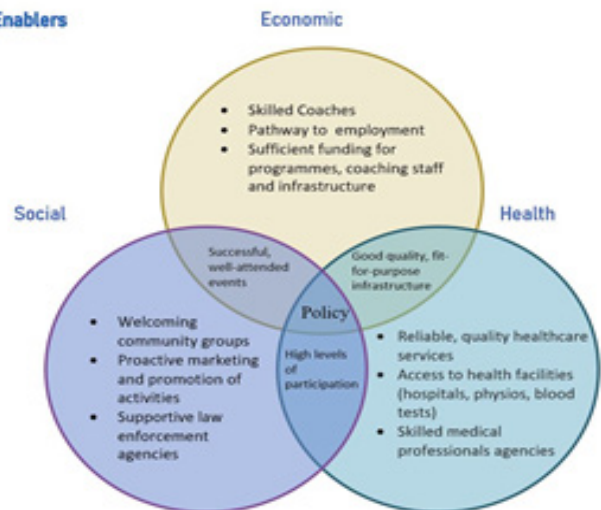 Enablers
Economic
• Skilled Coaches
• Pathway to employment
• Sufficient funding for
programmes, coaching staff
and infrastructure
Social
Health
Successful,
well-attended
events
Good quality, fit-
for-purpose
infrastructure
Policy
High levels
of
participation
• Welcoming
community groups
• Proactive marketing
and promotion of
activities
• Supportive law
enforcement
agencies
• Reliable, quality healthcare
services
• Access to health facilities
(hospitals, physios, blood
tests)
• Skilled medical
professionals agencies